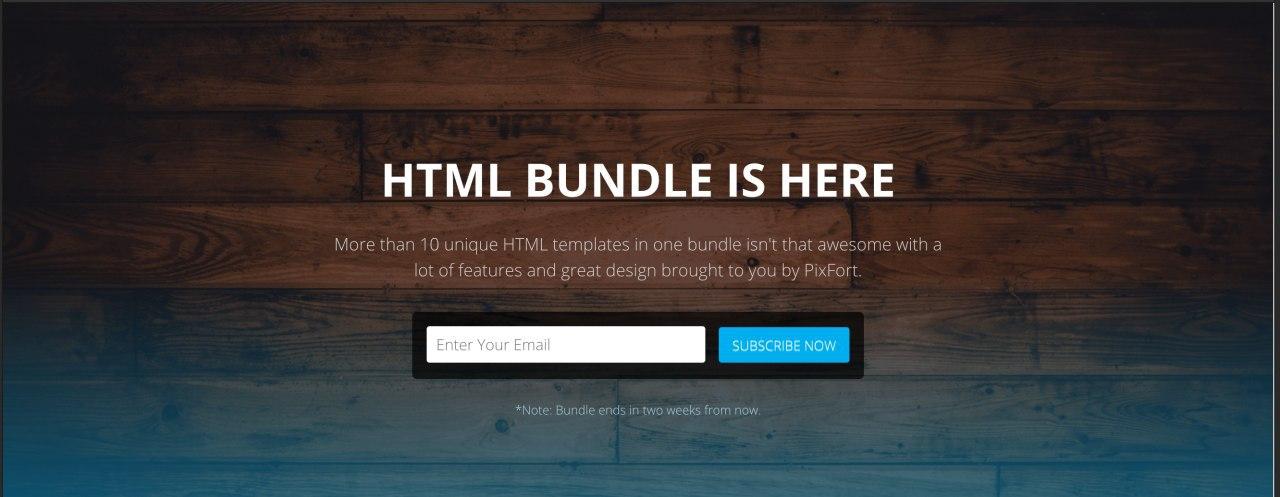 HTML BUNDLE IS HERE
More than 10 unique HTML templates in one bundle isn't that awesome with a
lot of features and great design brought to you by PixFort.
Enter Your Email
SUBSCRIBE NOW
*Note: Bundle ends in two weeks from now.